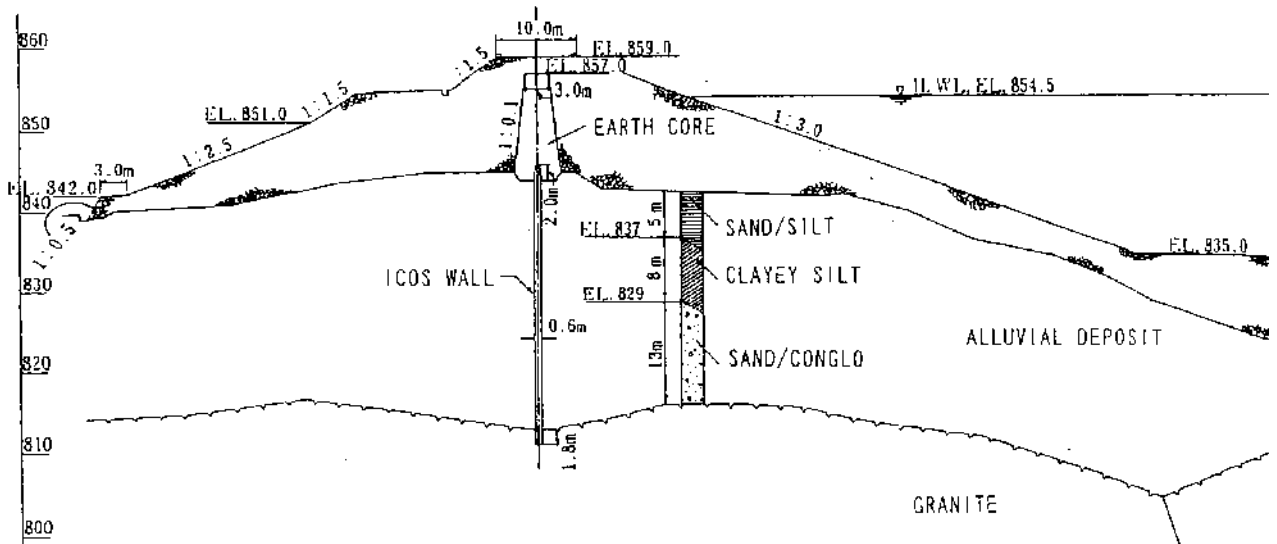 860
10.0m
EL.859.0
1:1.5
EL.857.0
3.0m
H.WL.EL.854.5
EL.851.0
1:1.5
850
1:0.1
EARTH CORE
1:3.0
1:2.5
3.0m
EL.842.0
840
2.0m
5m
SAND/SILT
1:0.5
EL.837
EL.835.0
ICOS WALL
8m
CLAYEY SILT
830
EL.829
0.6m
ALLUVIAL DEPOSIT
820
13m
SAND/CONGLO
810
1.8m
GRANITE
800